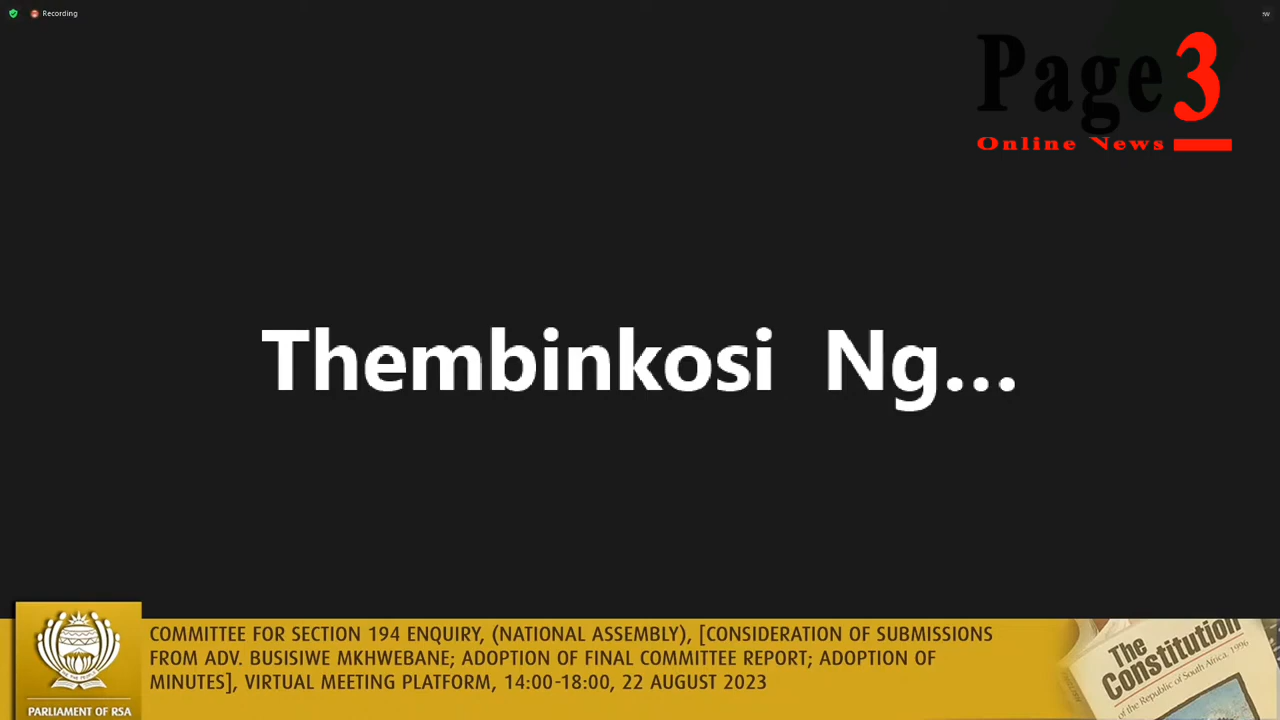 Recording
SW
Page3
Online News
Thembinkosi Ng...
COMMITTEE FOR SECTION 194 ENQUIRY, (NATIONAL ASSEMBLY), [CONSIDERATION OF SUBMISSIONS
FROM ADV. BUSISIWE MKHWEBANE; ADOPTION OF FINAL COMMITTEE REPORT; ADOPTION OF
MINUTES], VIRTUAL MEETING PLATFORM, 14:00-18:00, 22 AUGUST 2023
PARLIAMENT OF RSA
The
Constitution
of the Republic of South Africa, 1996